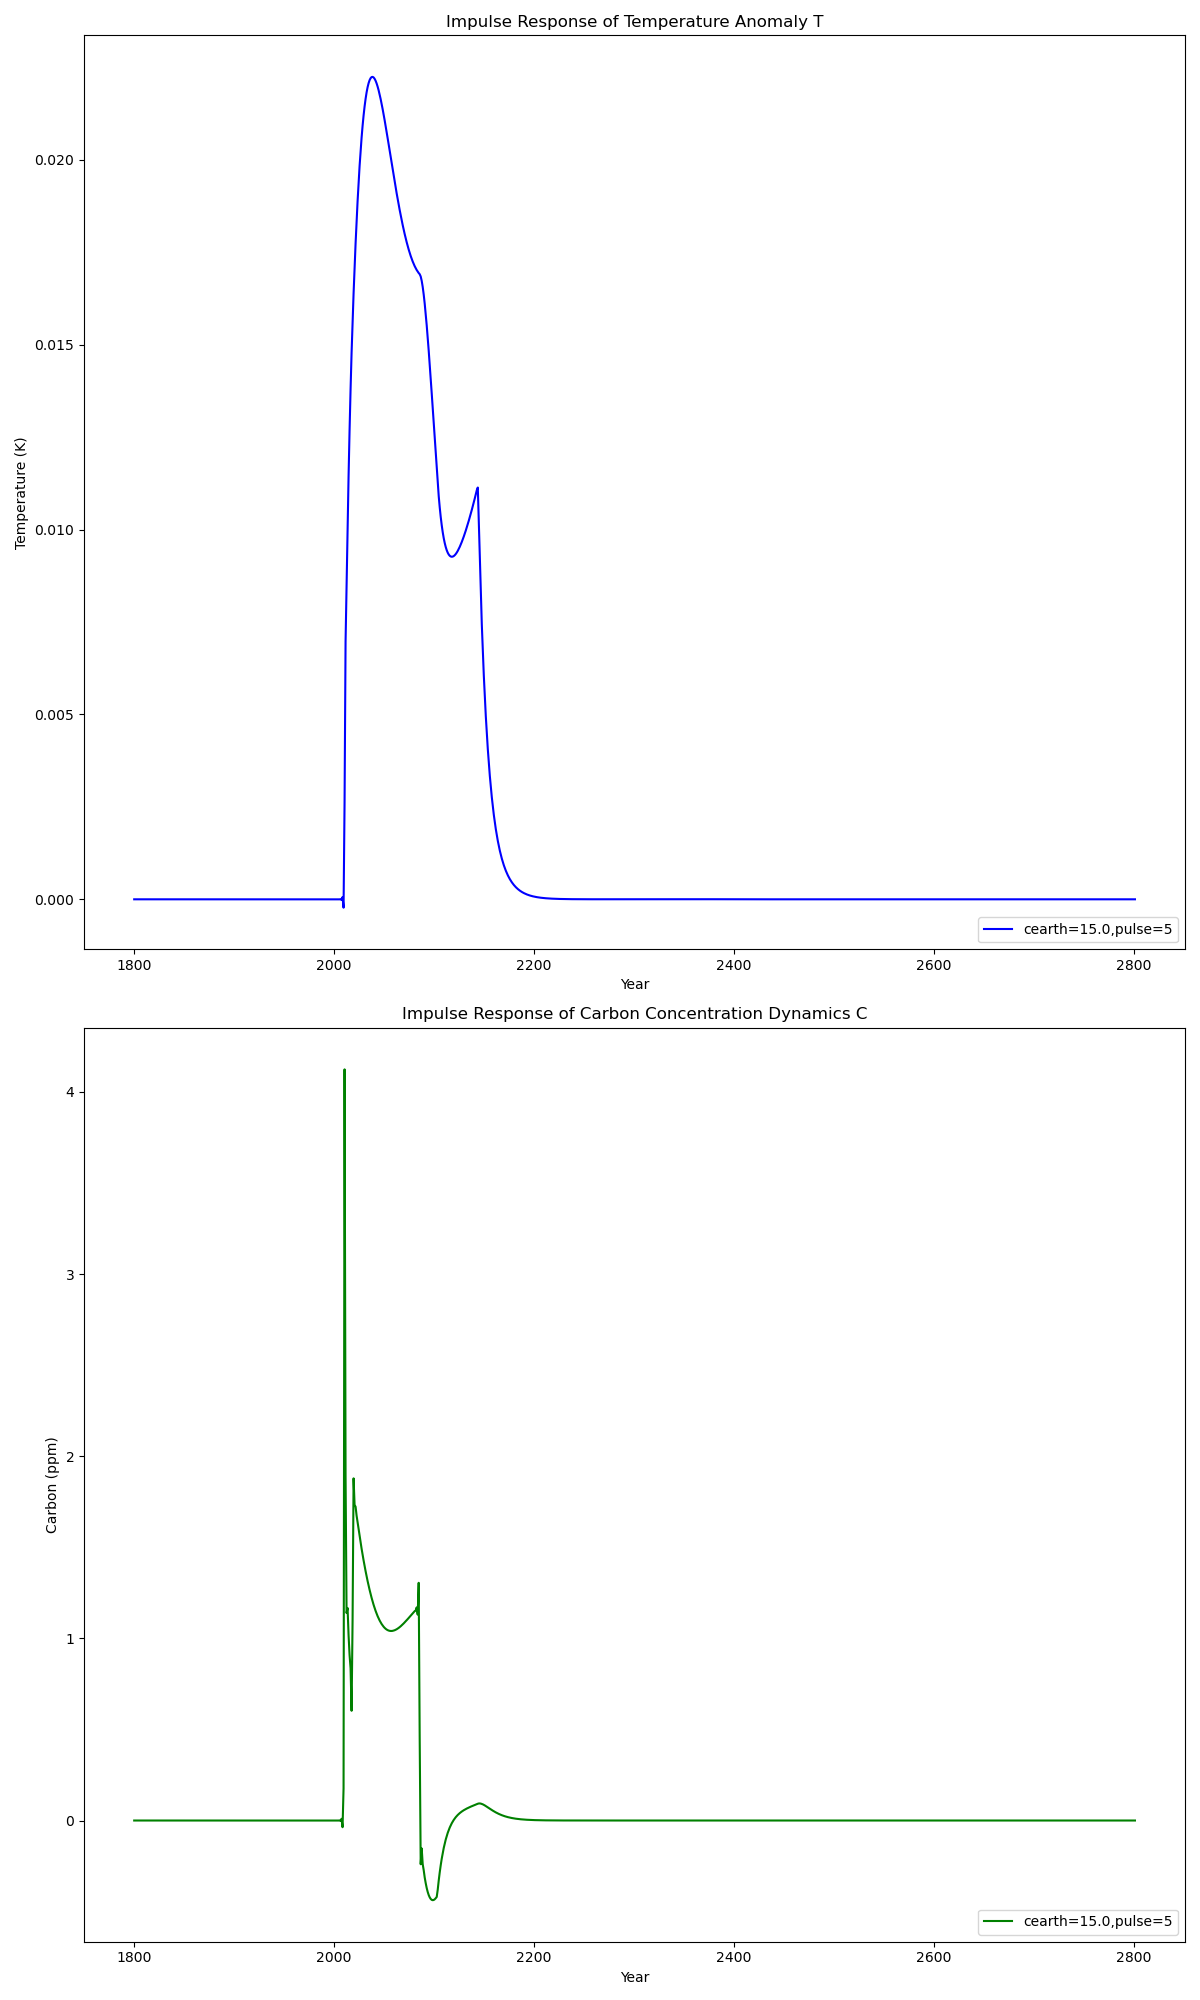 Impulse Response of Temperature Anomaly T
Temperature (K)
0.020
0.015
0.010
0.005
0.000
cearth=15.0,pulse=5
1800 2000 2200 2400 2600 2800
Year
Impulse Response of Carbon Concentration Dynamics C
Carbon (ppm)
4
3
2
1
0
cearth=15.0,pulse=5
1800 2000 2200 2400 2600 2800
Year